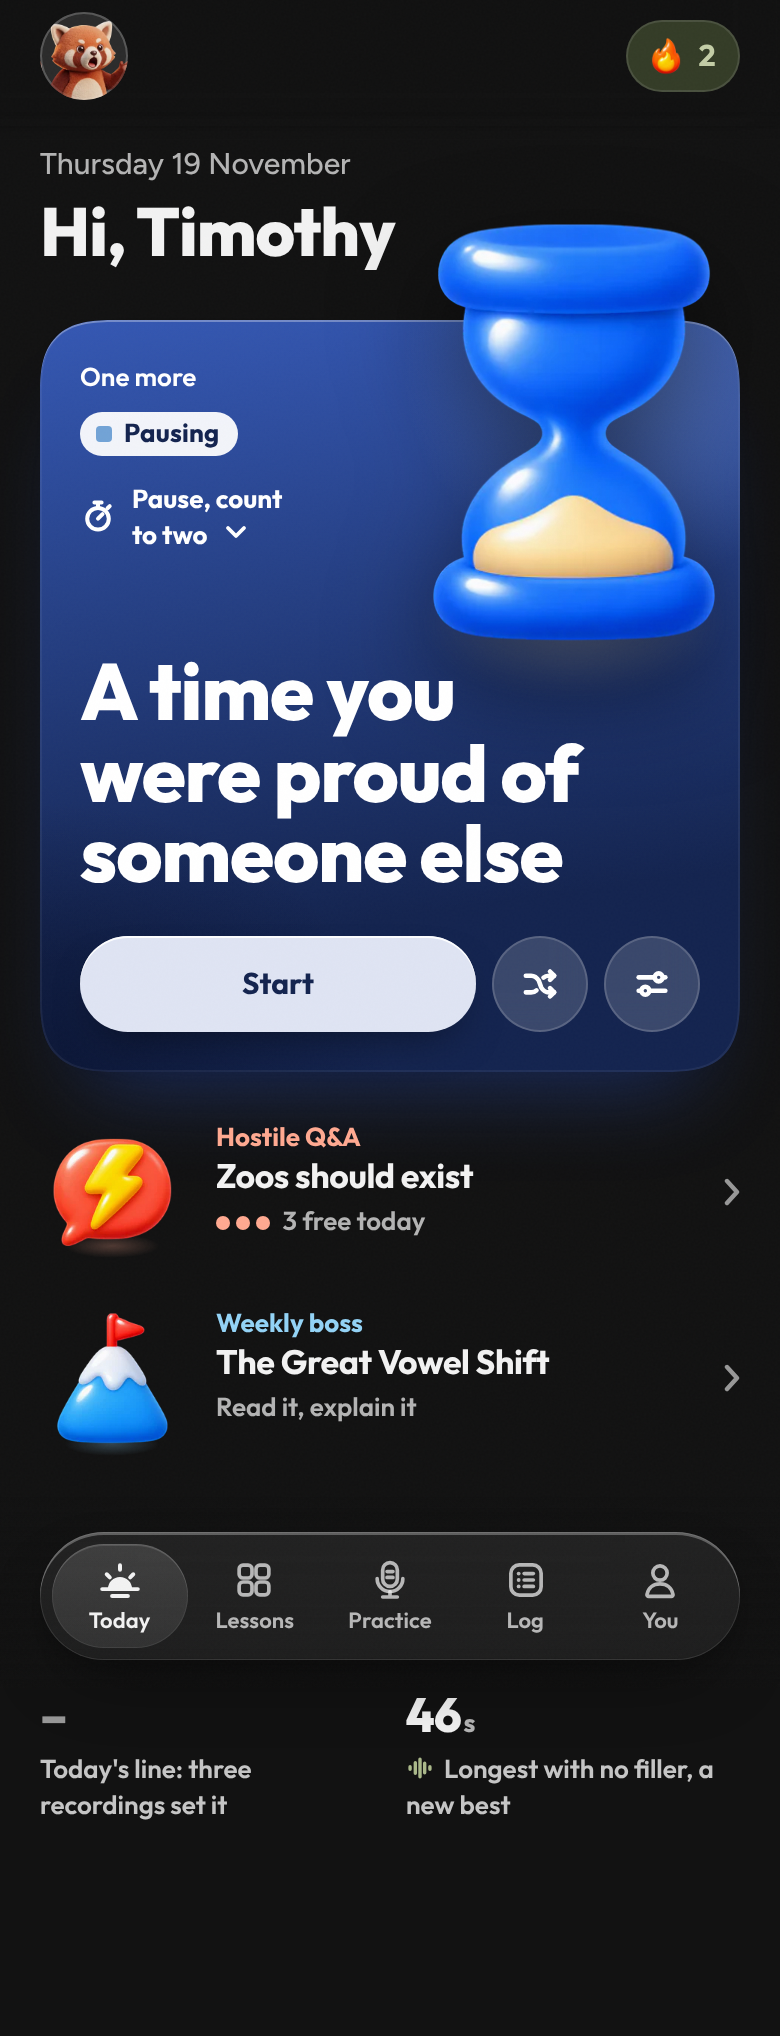 2
Thursday 19 November
Hi, Timothy
One more
Pausing
Pause, count
to two
A time you
were proud of
someone else
Start
Hostile Q&A
Zoos should exist
3 free today
Weekly boss
The Great Vowel Shift
Read it, explain it
Today
Lessons
Practice
Log
You
–
46s
Today's line: three
recordings set it
Longest with no filler, a
new best